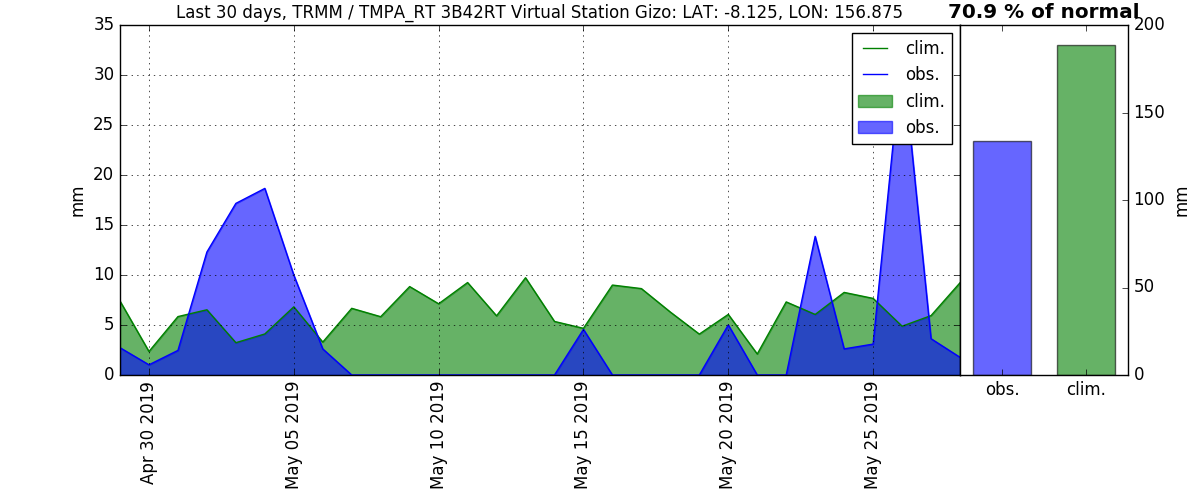 Last 30 days, TRMM / TMPA_RT 3B42RT Virtual Station Gizo: LAT: -8.125, LON: 156.875
70.9 % of normal
35
30
25
20
15
10
5
0
mm
clim.
obs.
clim.
obs.
Apr 30 2019
May 05 2019
May 10 2019
May 15 2019
May 20 2019
May 25 2019
200
150
100
50
0
mm
obs.
clim.